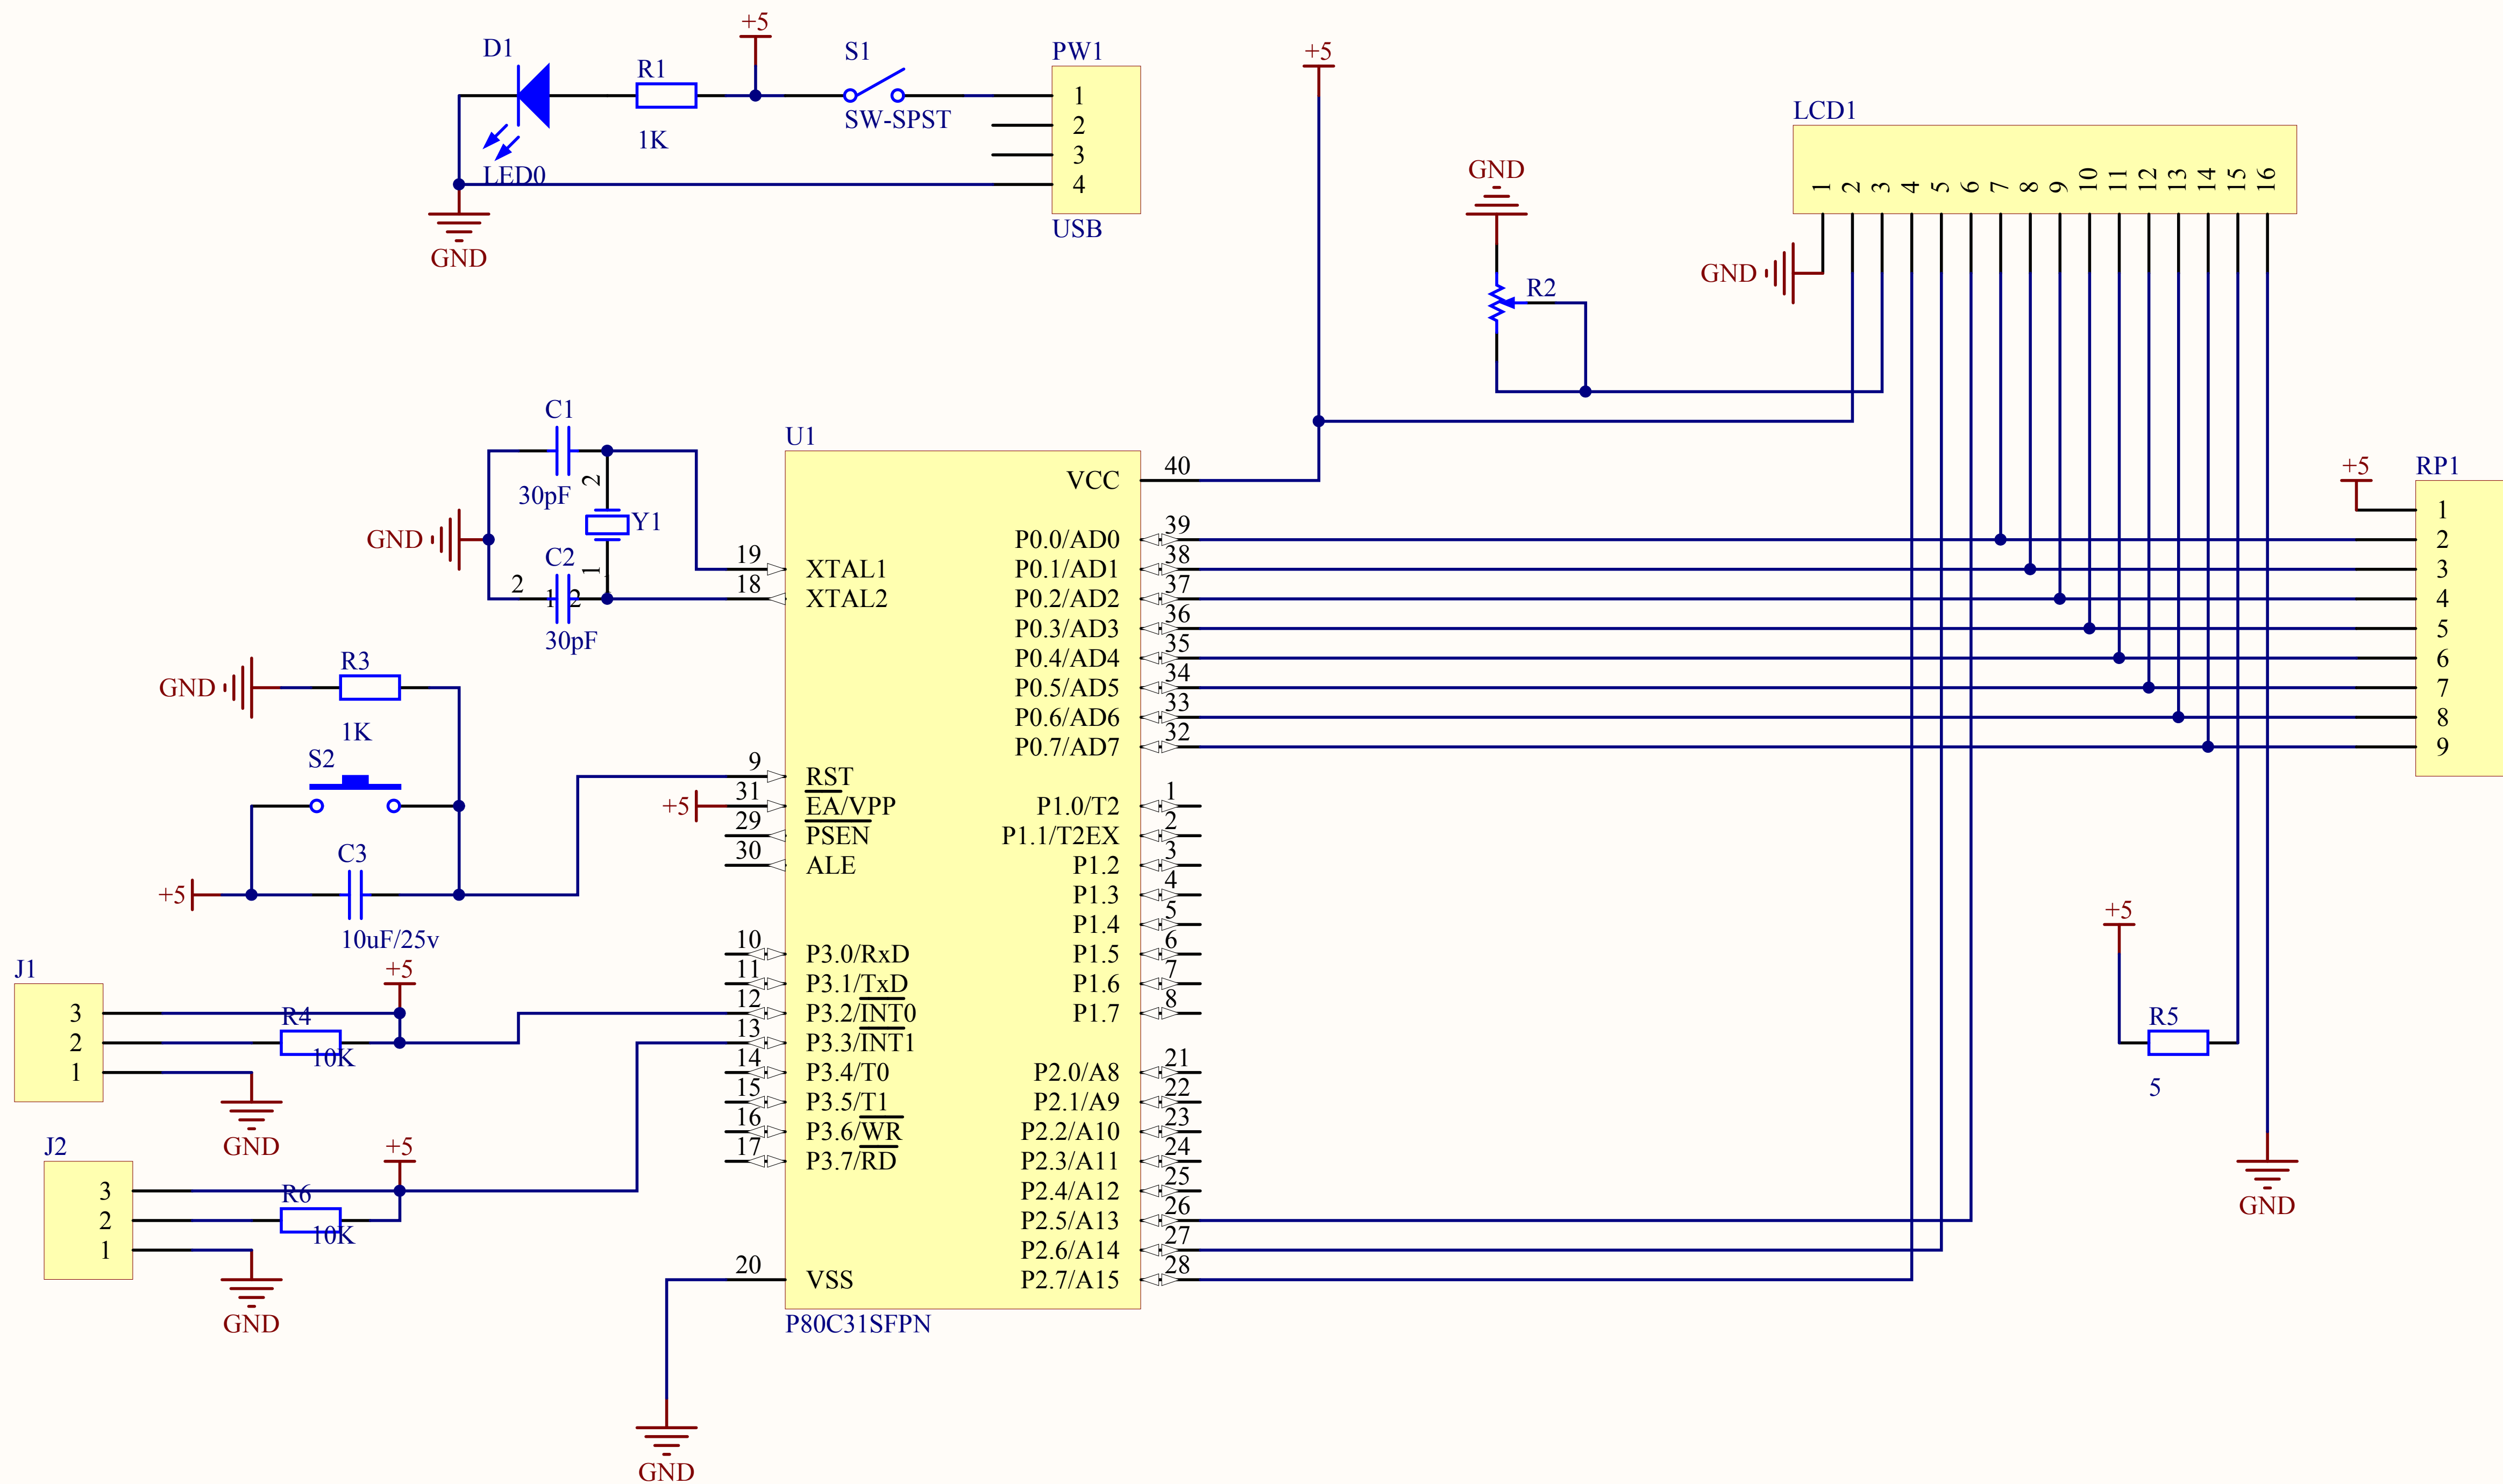 +5
D1
R1
S1
PW1
+5
1K
SW-SPST
1
2
3
4
LED0
USB
GND
LCD1
1 2 3 4 5 6 7 8 9 10 11 12 13 14 15 16
GND
GND
R2
C1
30pF
2
Y1
GND
C2
1
2
1 2
30pF
U1
VCC 40
P0.0/AD0 39
P0.1/AD1 38
P0.2/AD2 37
P0.3/AD3 36
P0.4/AD4 35
P0.5/AD5 34
P0.6/AD6 33
P0.7/AD7 32
19 XTAL1
18 XTAL2
9 RST
31 EA/VPP
29 PSEN
30 ALE
+5
P1.0/T2 1
P1.1/T2EX 2
P1.2 3
P1.3 4
P1.4 5
P1.5 6
P1.6 7
P1.7 8
10 P3.0/RxD
11 P3.1/TxD
12 P3.2/INT0
13 P3.3/INT1
14 P3.4/T0
15 P3.5/T1
16 P3.6/WR
17 P3.7/RD
P2.0/A8 21
P2.1/A9 22
P2.2/A10 23
P2.3/A11 24
P2.4/A12 25
P2.5/A13 26
P2.6/A14 27
P2.7/A15 28
20 VSS
P80C31SFPN
GND
+5
RP1
1
2
3
4
5
6
7
8
9
R3
GND
1K
S2
C3
+5
10uF/25v
J1
+5
3
2
1
R4
10K
GND
J2
+5
3
2
1
R6
10K
GND
+5
R5
5
GND